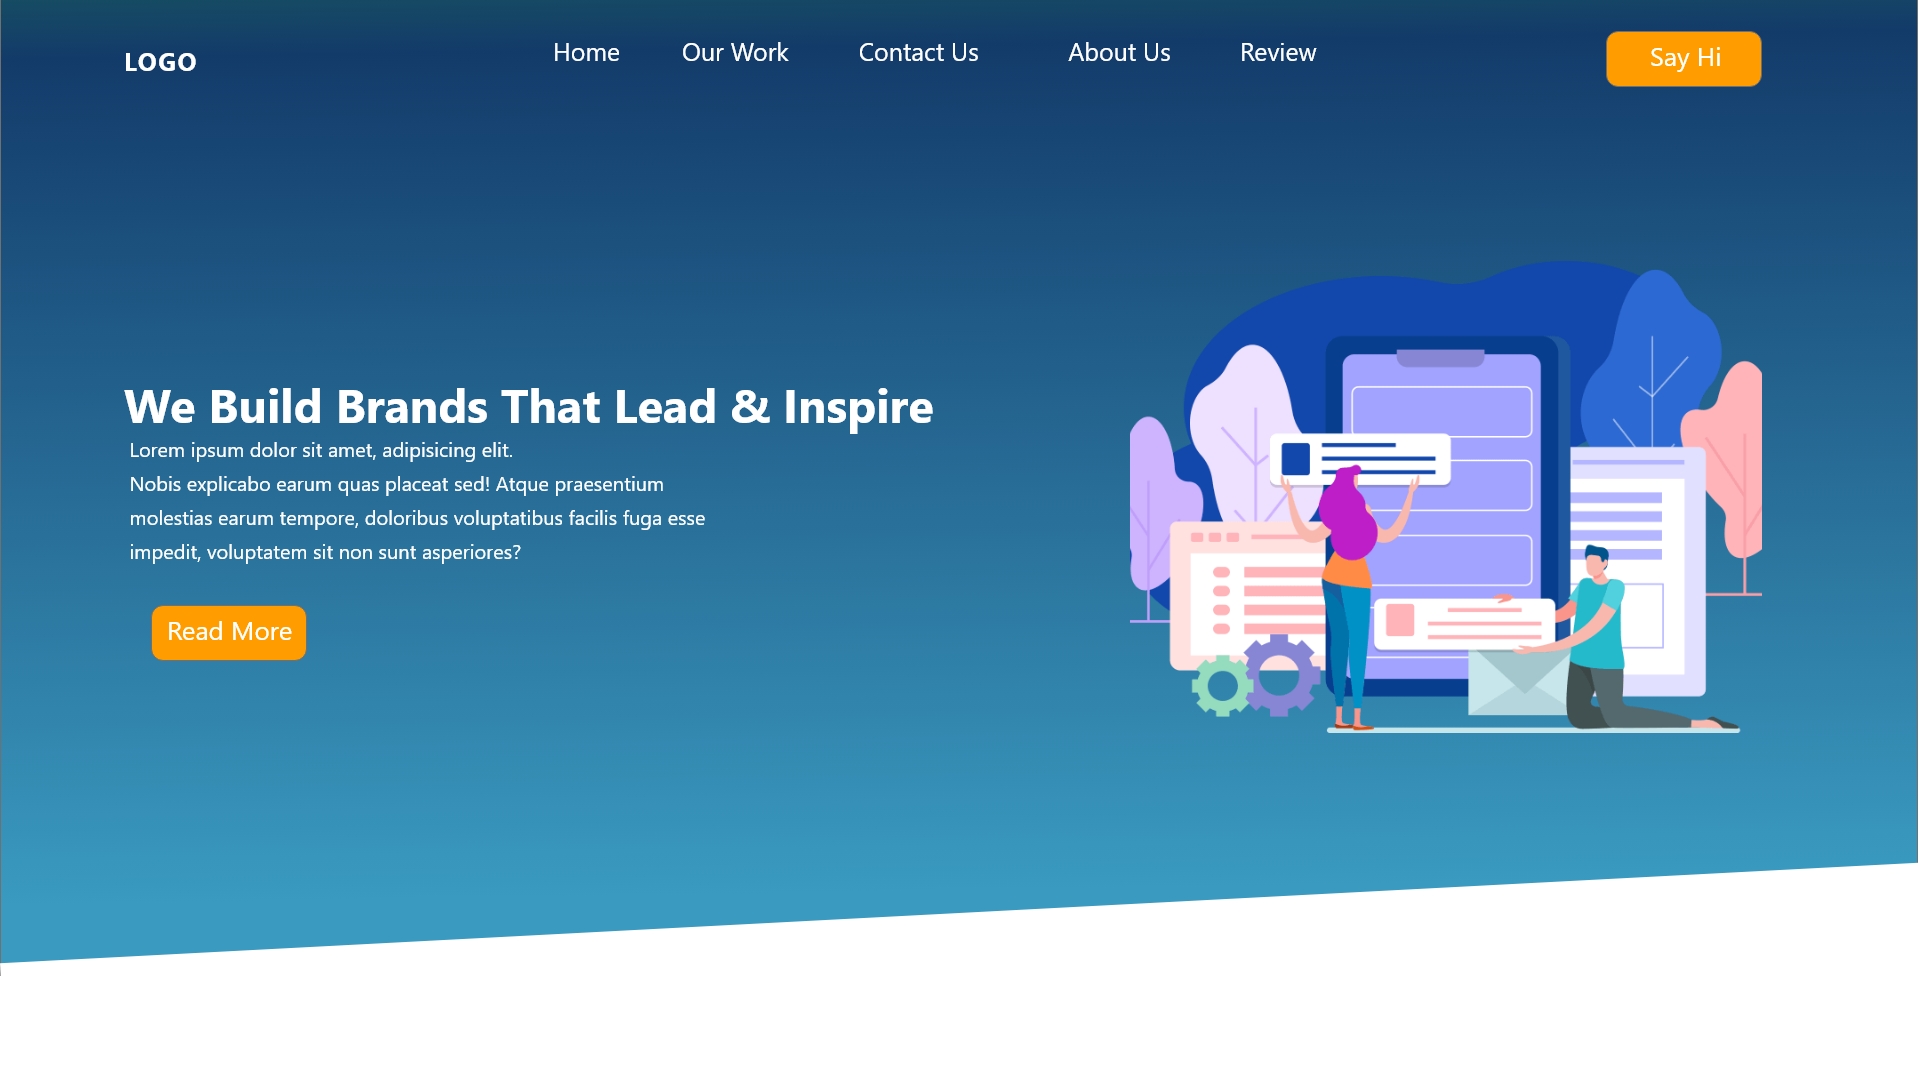 LOGO
Home
Our Work
Contact Us
About Us
Review
Say Hi
We Build Brands That Lead & Inspire
Lorem ipsum dolor sit amet, adipisicing elit.
Nobis explicabo earum quas placeat sed! Atque praesentium
molestias earum tempore, doloribus voluptatibus facilis fuga esse
impedit, voluptatem sit non sunt asperiores?
Read More